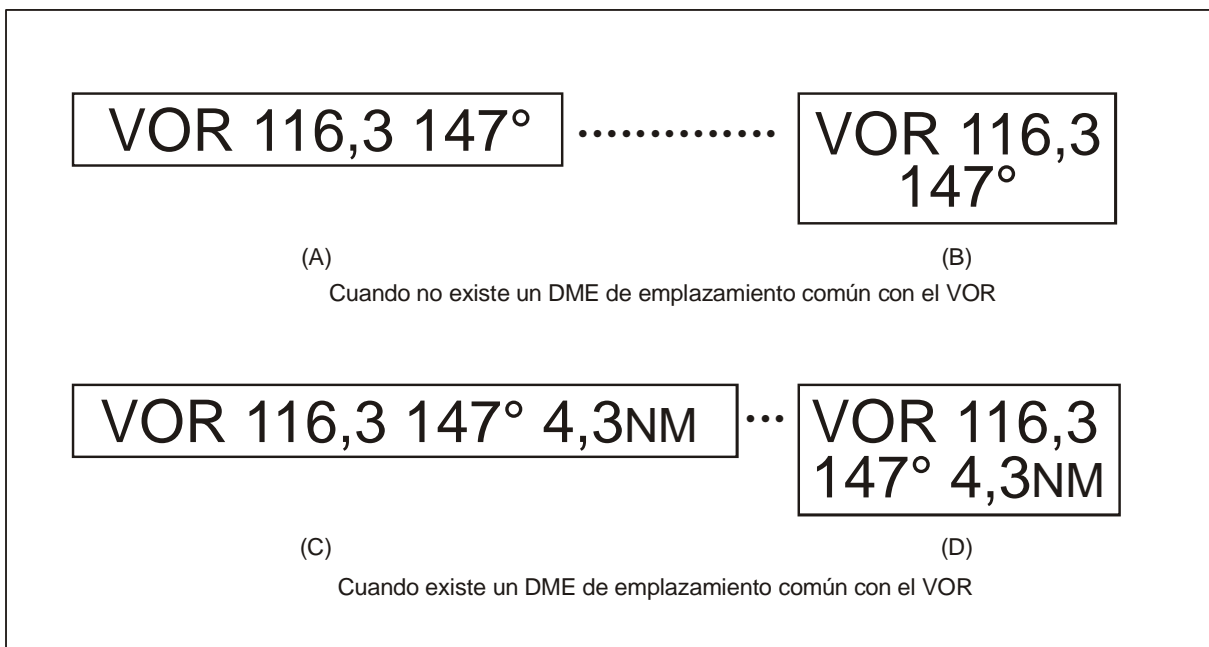 VOR 116,3 147°
VOR 116,3
147°
(A)
(B)
Cuando no existe un DME de emplazamiento común con el VOR
VOR 116,3 147° 4,3NM
VOR 116,3
147° 4,3NM
(C)
(D)
Cuando existe un DME de emplazamiento común con el VOR